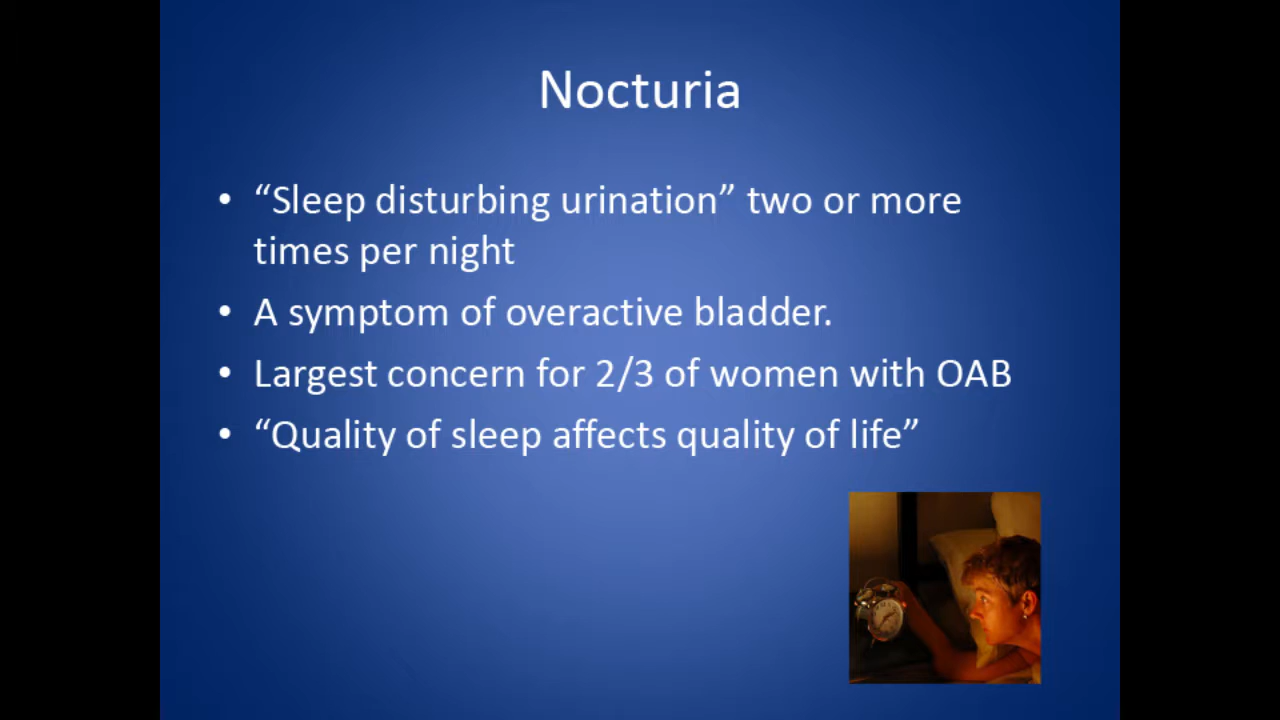 Nocturia
• “Sleep disturbing urination” two or more
times per night
• A symptom of overactive bladder.
• Largest concern for 2/3 of women with OAB
• “Quality of sleep affects quality of life”